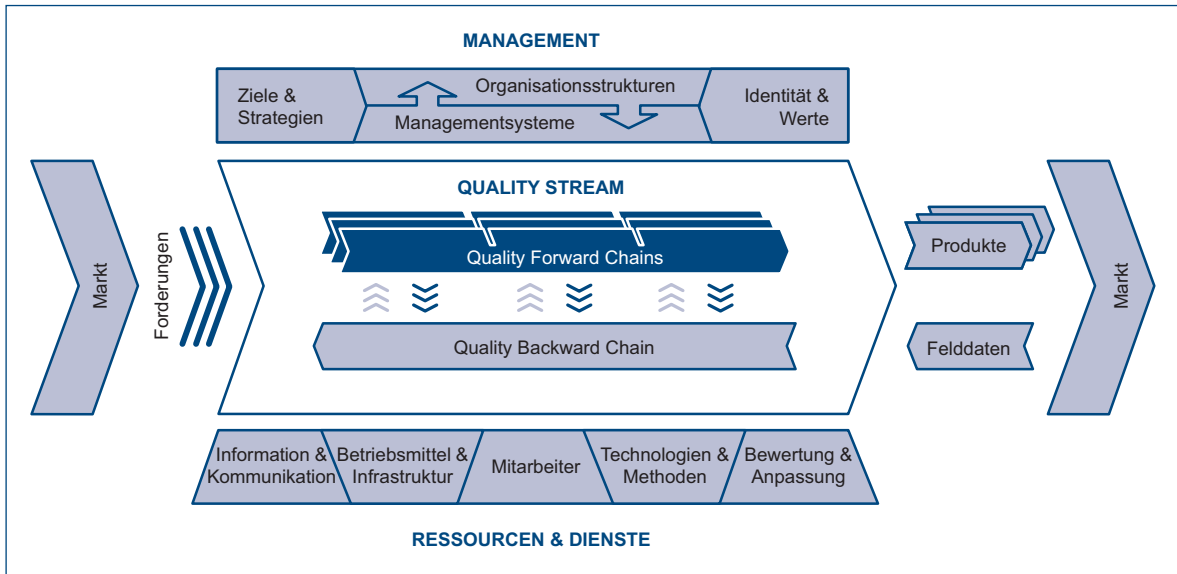 MANAGEMENT
Ziele &
Strategien
Organisationsstrukturen
Managementsysteme
Identität &
Werte
Markt
Forderungen
QUALITY STREAM
Quality Forward Chains
Quality Backward Chain
Produkte
Felddaten
Markt
Information &
Kommunikation
Betriebsmittel &
Infrastruktur
Mitarbeiter
Technologien &
Methoden
Bewertung &
Anpassung
RESSOURCEN & DIENSTE